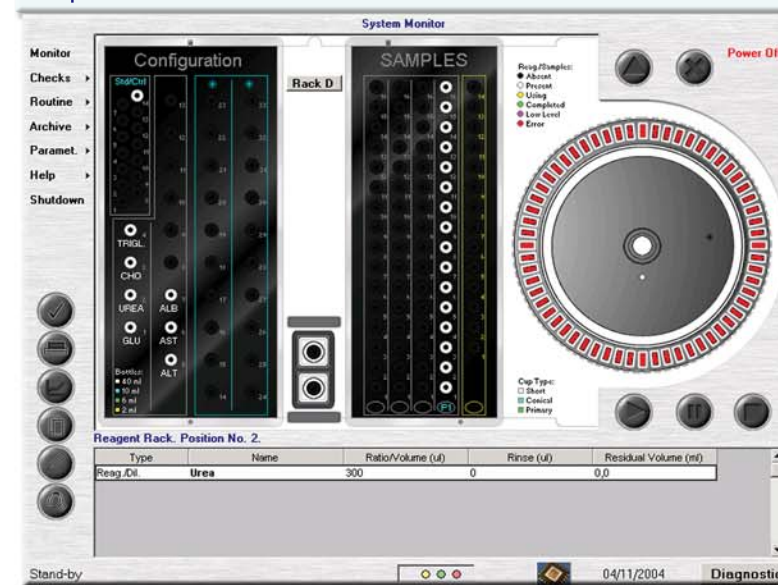 System Monitor
Monitor
Checks
Routine
Archive
Paramet.
Help
Shutdown
Configuration
Std/Ctrl
TRIGL.
CHO
UREA
GLU
ALB
AST
ALT
Bottles:
40 ml
10 ml
6 ml
2 ml
Rack D
SAMPLES
P1
Reag./Samples:
Absent
Present
Using
Completed
Low Level
Error
Cup Type:
Short
Conical
Primary
Power Off
Reagent Rack. Position No. 2.
Type Name Ratio/Volume (ul) Rinse (ul) Residual Volume (ml)
Reag./Dil. Urea 300 0 0,0
Stand-by 04/11/2004 Diagnostic